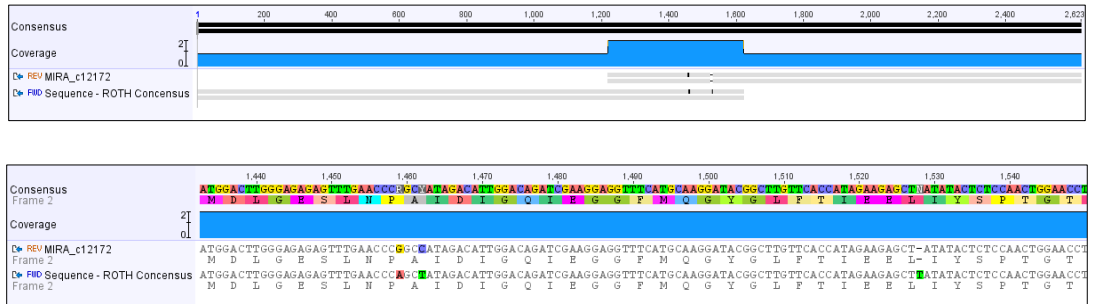 1 200 400 600 800 1,000 1,200 1,400 1,600 1,800 2,000 2,200 2,400 2,623
Consensus
Coverage 2 0
REV MIRA_c12172
FWD Sequence - ROTH Concensus
1,440 1,450 1,460 1,470 1,480 1,490 1,500 1,510 1,520 1,530 1,540
Consensus ATGGACTTGGGAGAGAGTTTGAACCCRGCYATAGACATTGGACAGATCGAAGGAGGTTTCATGCAAGGATACGGCTTGTTCACCATAGAAGAGCTNATATACTCTCCAACTGGAACCT
Frame 2 M D L G E S L N P A I D I G Q I E G G F M Q G Y G L F T I E E L I Y S P T G T
Coverage 2 0
REV MIRA_c12172 ATGGACTTGGGAGAGAGTTTGAACCCGGCCATAGACATTGGACAGATCGAAGGAGGTTTCATGCAAGGATACGGCTTGTTCACCATAGAAGAGCT-ATATACTCTCCAACTGGAACCT
Frame 2 M D L G E S L N P A I D I G Q I E G G F M Q G Y G L F T I E E L- I Y S P T G T
FWD Sequence - ROTH Consensus ATGGACTTGGGAGAGAGTTTGAACCCAGCTATAGACATTGGACAGATCGAAGGAGGTTTCATGCAAGGATACGGCTTGTTCACCATAGAAGAGCTTATATACTCTCCAACTGGAACCT
Frame 2 M D L G E S L N P A I D I G Q I E G G F M Q G Y G L F T I E E L I Y S P T G T